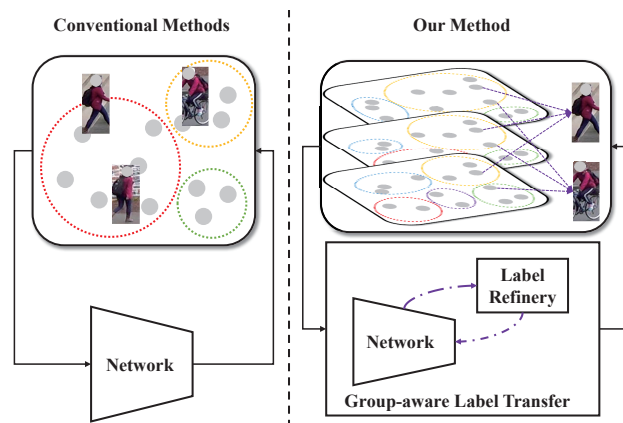 Conventional Methods
Our Method
Network
Label
Refinery
Network
Group-aware Label Transfer